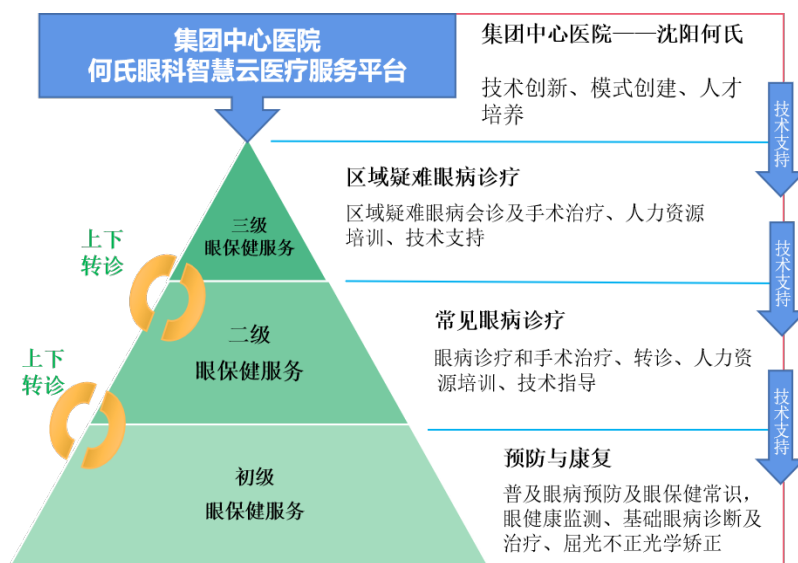 集团中心医院
何氏眼科智慧云医疗服务平台
集团中心医院——沈阳何氏
技术创新、模式创建、人才
培养
技术支持
区域疑难眼病诊疗
区域疑难眼病会诊及手术治疗、人力资源
培训、技术支持
三级
眼保健服务
上下
转诊
技术支持
常见眼病诊疗
眼病诊疗和手术治疗、转诊、人力资
源培训、技术指导
二级
眼保健服务
上下
转诊
技术支持
预防与康复
普及眼病预防及眼保健常识，
眼健康监测、基础眼病诊断及
治疗、屈光不正光学矫正
初级
眼保健服务